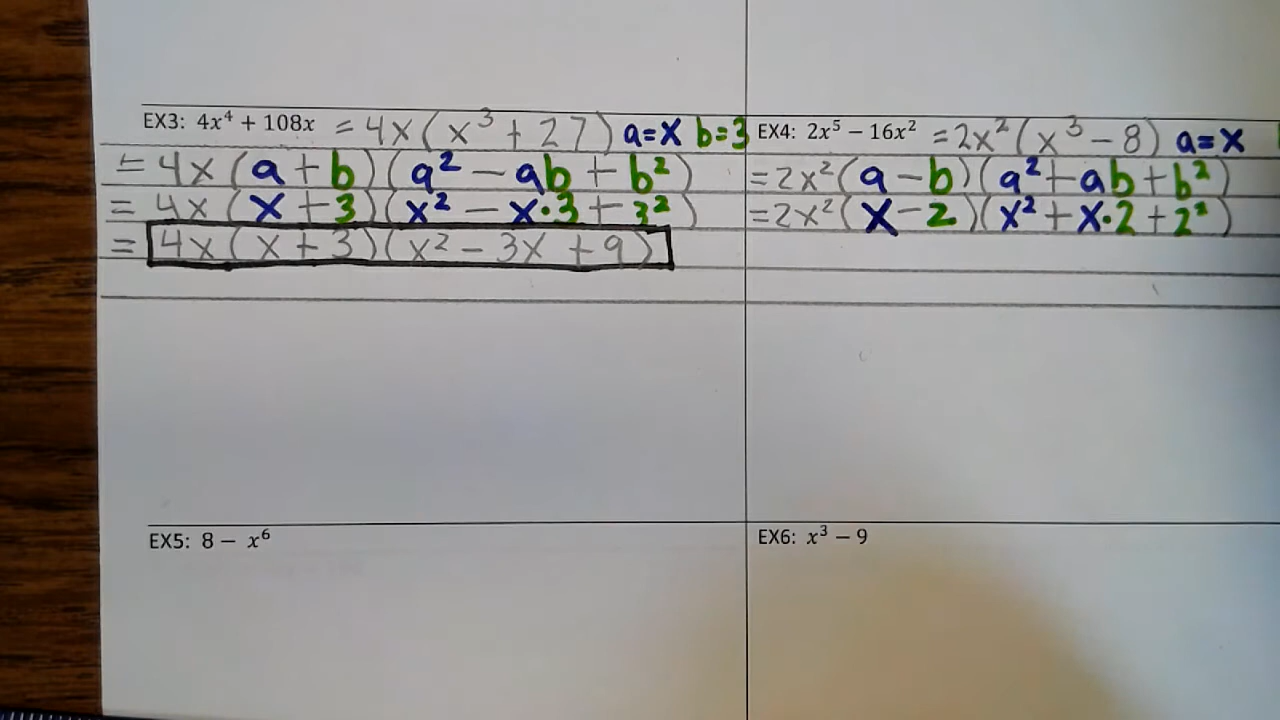 EX3: 4x⁴ + 108x = 4x(x³ + 27) a=x b=3
= 4x(a + b)(a² − ab + b²)
= 4x(x + 3)(x² − x·3 + 3²)
= 4x(x + 3)(x² − 3x + 9)
EX4: 2x⁵ − 16x² = 2x²(x³ − 8) a=x
= 2x²(a − b)(a² + ab + b²)
= 2x²(x − 2)(x² + x·2 + 2²)
EX5: 8 − x⁶
EX6: x³ − 9